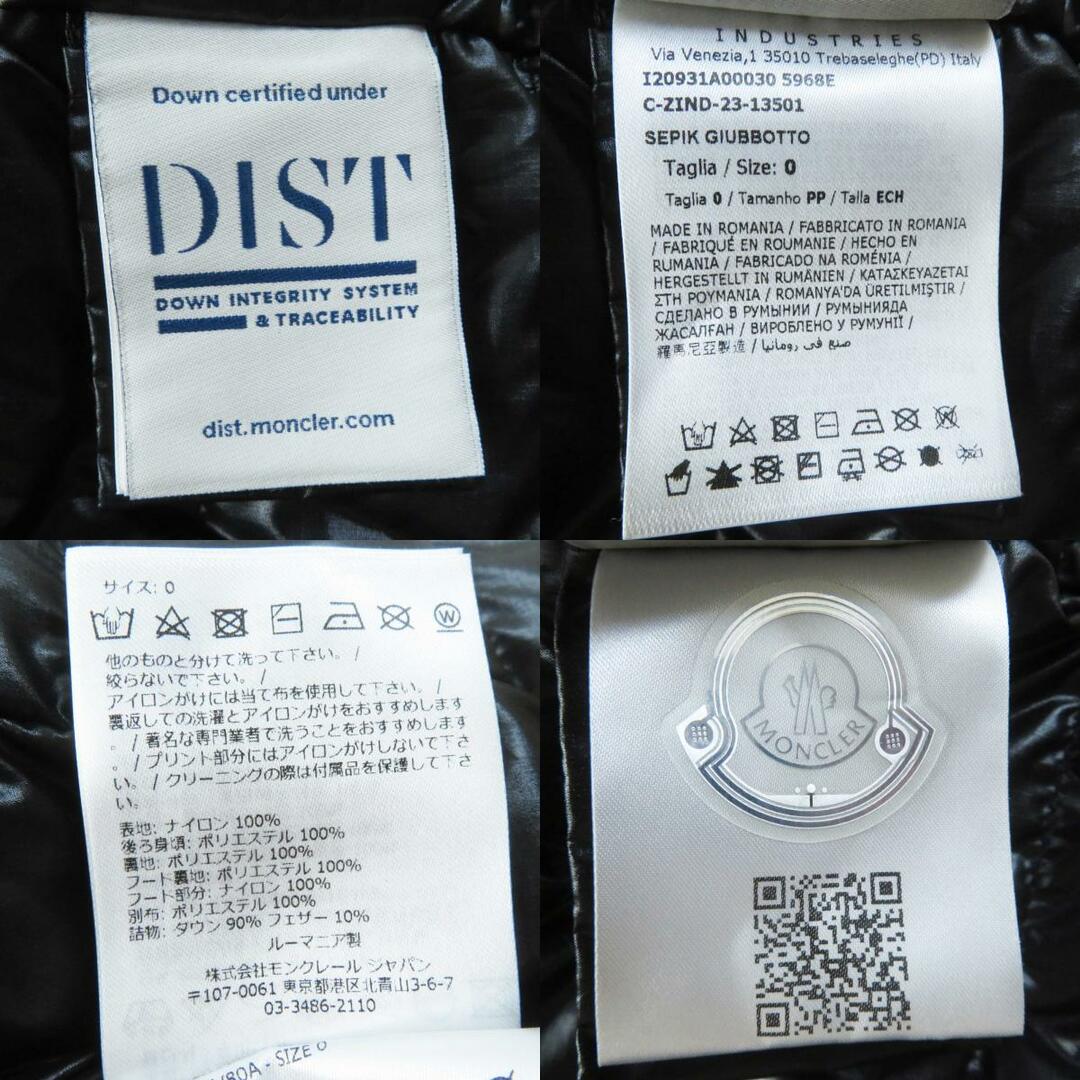 Down certified under
DIST
DOWN INTEGRITY SYSTEM
& TRACEABILITY
dist.moncler.com
INDUSTRIES
Via Venezia,1 35010 Trebaseleghe(PD) Italy
I20931A00030 5968E
C-ZIND-23-13501
SEPIK GIUBBOTTO
Taglia / Size: 0
Taglia 0 / Tamanho PP / Talla ECH
MADE IN ROMANIA / FABBRICATO IN ROMANIA
/ FABRIQUÉ EN ROUMANIE / HECHO EN
RUMANIA / FABRICADO NA ROMÉNIA /
HERGESTELLT IN RUMÄNIEN / ΚΑΤΑΣΚΕΥΑΖΕΤΑΙ
ΣΤΗ ΡΟΥΜΑΝΙΑ / ROMANYA'DA ÜRETILMIŞTIR /
СДЕЛАНО В РУМЫНИИ / РУМЫНИЯДА
ЖАСАЛҒАН / ВИРОБЛЕНО У РУМУНІЇ /
羅馬尼亞製造 / صنع في رومانيا
サイズ: 0
W
他のものと分けて洗って下さい。 /
絞らないで下さい。 /
アイロンがけには当て布を使用して下さい。 /
裏返しての洗濯とアイロンがけをおすすめします
。 / 著名な専門業者で洗うことをおすすめします
。 / プリント部分にはアイロンがけしないで下さ
い。 / クリーニングの際は付属品を保護して下さ
い。
表地: ナイロン 100%
後ろ身頃: ポリエステル 100%
裏地: ポリエステル 100%
フード裏地: ポリエステル 100%
フード部分: ナイロン 100%
別布: ポリエステル 100%
詰物: ダウン 90% フェザー 10%
ルーマニア製
株式会社モンクレール ジャパン
〒107-0061 東京都港区北青山3-6-7
03-3486-2110
/80A - SIZE 0
MONCLER